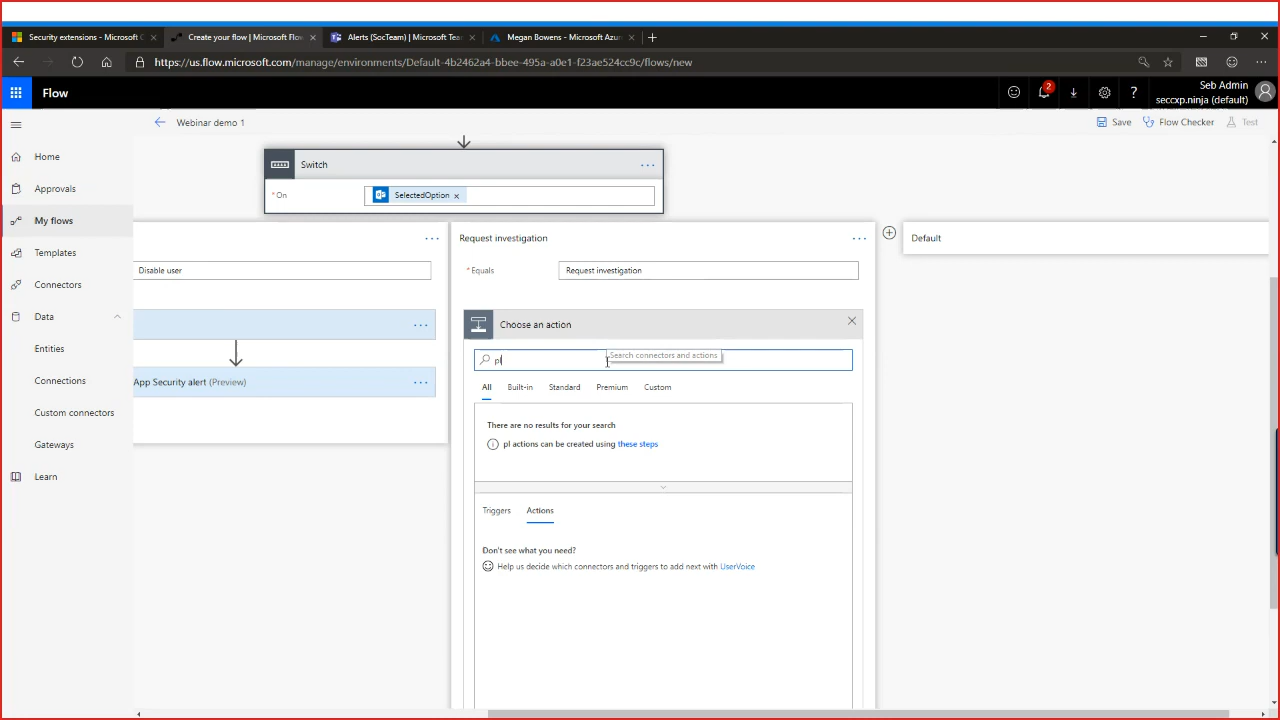 Security extensions - Microsoft C
Create your flow | Microsoft Flo
Alerts (SocTeam) | Microsoft Tea
Megan Bowens - Microsoft Azu
https://us.flow.microsoft.com/manage/environments/Default-4b2462a4-bbee-495a-a0e1-f23ae524cc9c/flows/new
Flow
2
Seb Admin
seccxp.ninja (default)
Webinar demo 1
Save
Flow Checker
Test
Home
Approvals
My flows
Templates
Connectors
Data
Entities
Connections
Custom connectors
Gateways
Learn
Switch
* On
SelectedOption
Disable user
App Security alert (Preview)
Request investigation
* Equals
Request investigation
Choose an action
pl
Search connectors and actions
All
Built-in
Standard
Premium
Custom
There are no results for your search
pl actions can be created using these steps
Triggers
Actions
Don't see what you need?
Help us decide which connectors and triggers to add next with UserVoice
Default